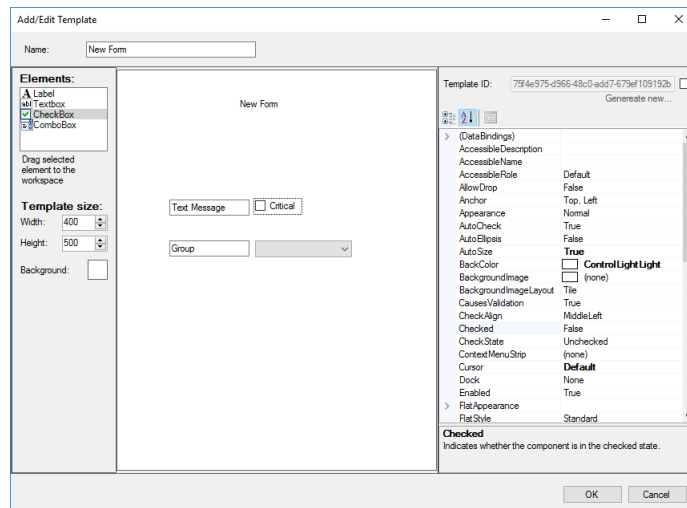 Add/Edit Template
Name: New Form
Elements:
A Label
abl Textbox
CheckBox
ComboBox
Drag selected
element to the
workspace
Template size:
Width: 400
Height: 500
Background:
New Form
Text Message Critical
Group
Template ID: 75f4e975-d966-48c0-add7-679ef109192b
Genereate new...
(DataBindings)
AccessibleDescription
AccessibleName
AccessibleRole Default
AllowDrop False
Anchor Top, Left
Appearance Normal
AutoCheck True
AutoEllipsis False
AutoSize True
BackColor ControlLightLight
BackgroundImage (none)
BackgroundImageLayout Tile
CausesValidation True
CheckAlign MiddleLeft
Checked False
CheckState Unchecked
ContextMenuStrip (none)
Cursor Default
Dock None
Enabled True
FlatAppearance
FlatStyle Standard
Checked
Indicates whether the component is in the checked state.
OK Cancel